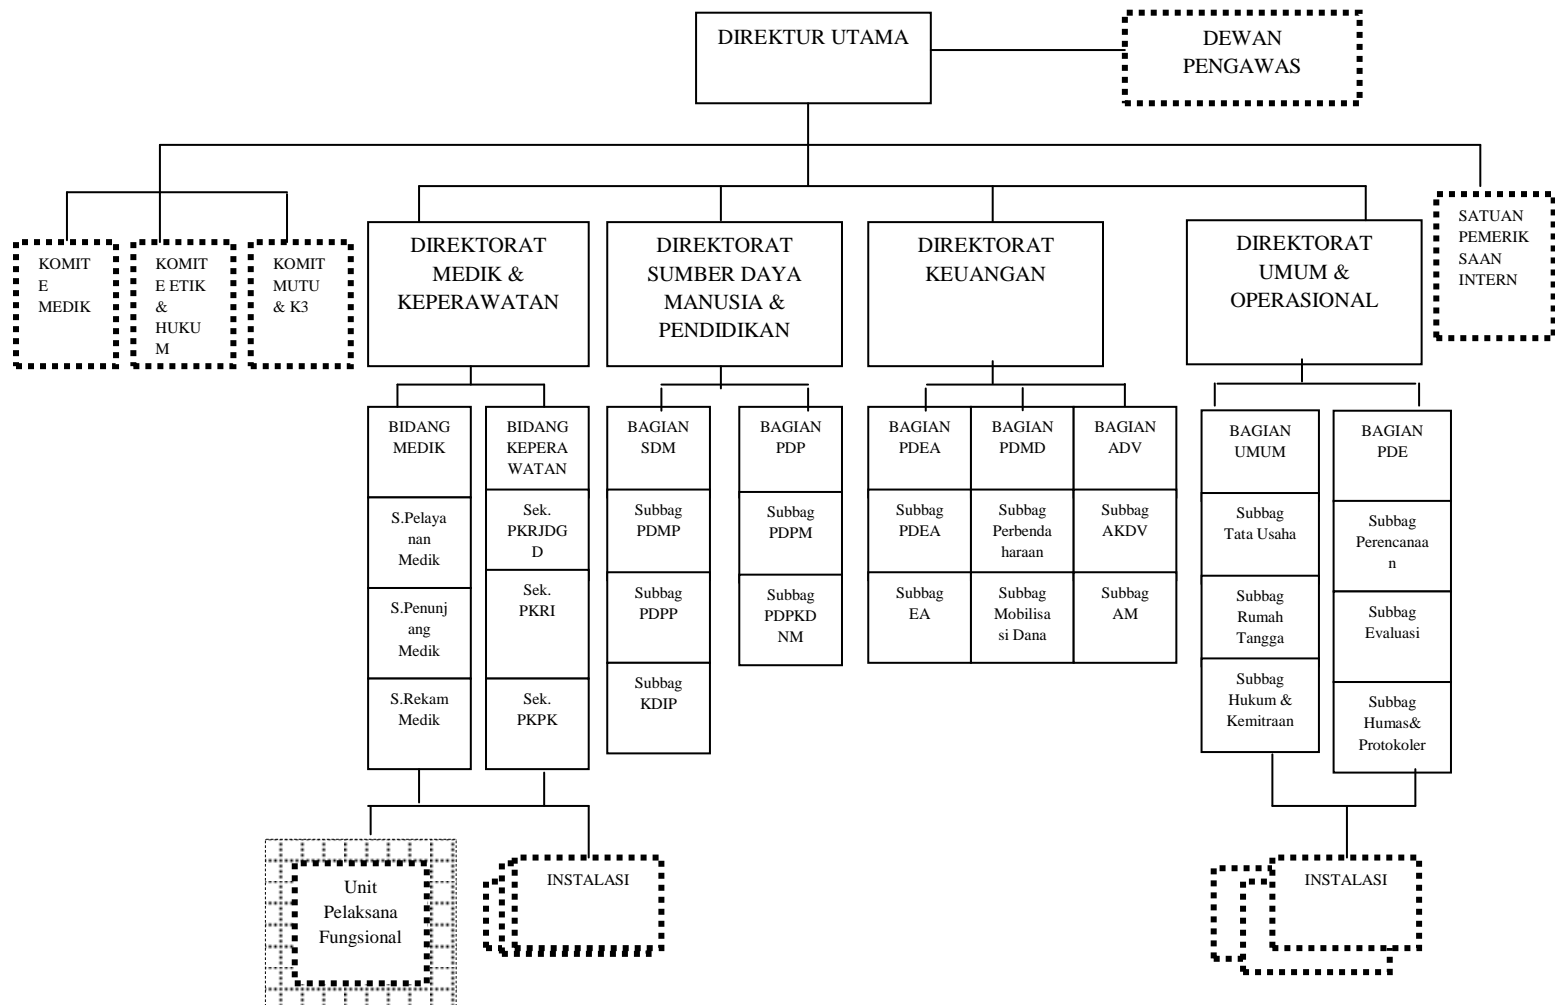 DIREKTUR UTAMA
DEWAN
PENGAWAS
KOMIT
E
MEDIK
KOMIT
E ETIK
&
HUKU
M
KOMIT
MUTU
& K3
DIREKTORAT
MEDIK &
KEPERAWATAN
DIREKTORAT
SUMBER DAYA
MANUSIA &
PENDIDIKAN
DIREKTORAT
KEUANGAN
DIREKTORAT
UMUM &
OPERASIONAL
SATUAN
PEMERIK
SAAN
INTERN
BIDANG
MEDIK
S.Pelaya
nan
Medik
S.Penunj
ang
Medik
S.Rekam
Medik
BIDANG
KEPERA
WATAN
Sek.
PKRJDG
D
Sek.
PKRI
Sek.
PKPK
BAGIAN
SDM
Subbag
PDMP
Subbag
PDPP
Subbag
KDIP
BAGIAN
PDP
Subbag
PDPM
Subbag
PDPKD
NM
BAGIAN
PDEA
Subbag
PDEA
Subbag
EA
BAGIAN
PDMD
Subbag
Perbenda
haraan
Subbag
Mobilisa
si Dana
BAGIAN
ADV
Subbag
AKDV
Subbag
AM
BAGIAN
UMUM
Subbag
Tata Usaha
Subbag
Rumah
Tangga
Subbag
Hukum &
Kemitraan
BAGIAN
PDE
Subbag
Perencanaa
n
Subbag
Evaluasi
Subbag
Humas&
Protokoler
Unit
Pelaksana
Fungsional
INSTALASI
INSTALASI